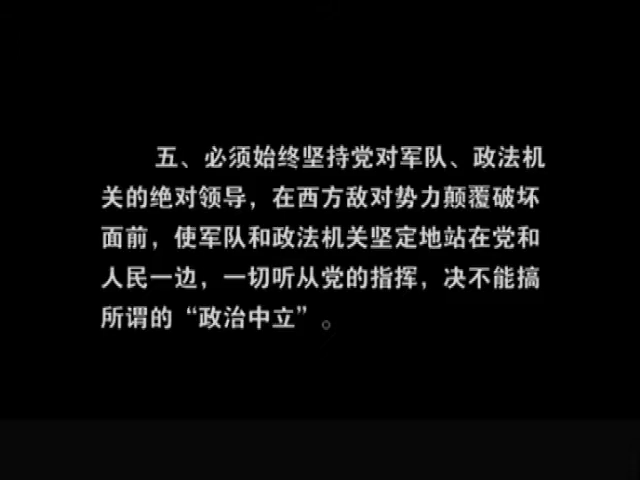 五、必须始终坚持党对军队、政法机
关的绝对领导，在西方敌对势力颠覆破坏
面前，使军队和政法机关坚定地站在党和
人民一边，一切听从党的指挥，决不能搞
所谓的“政治中立”。